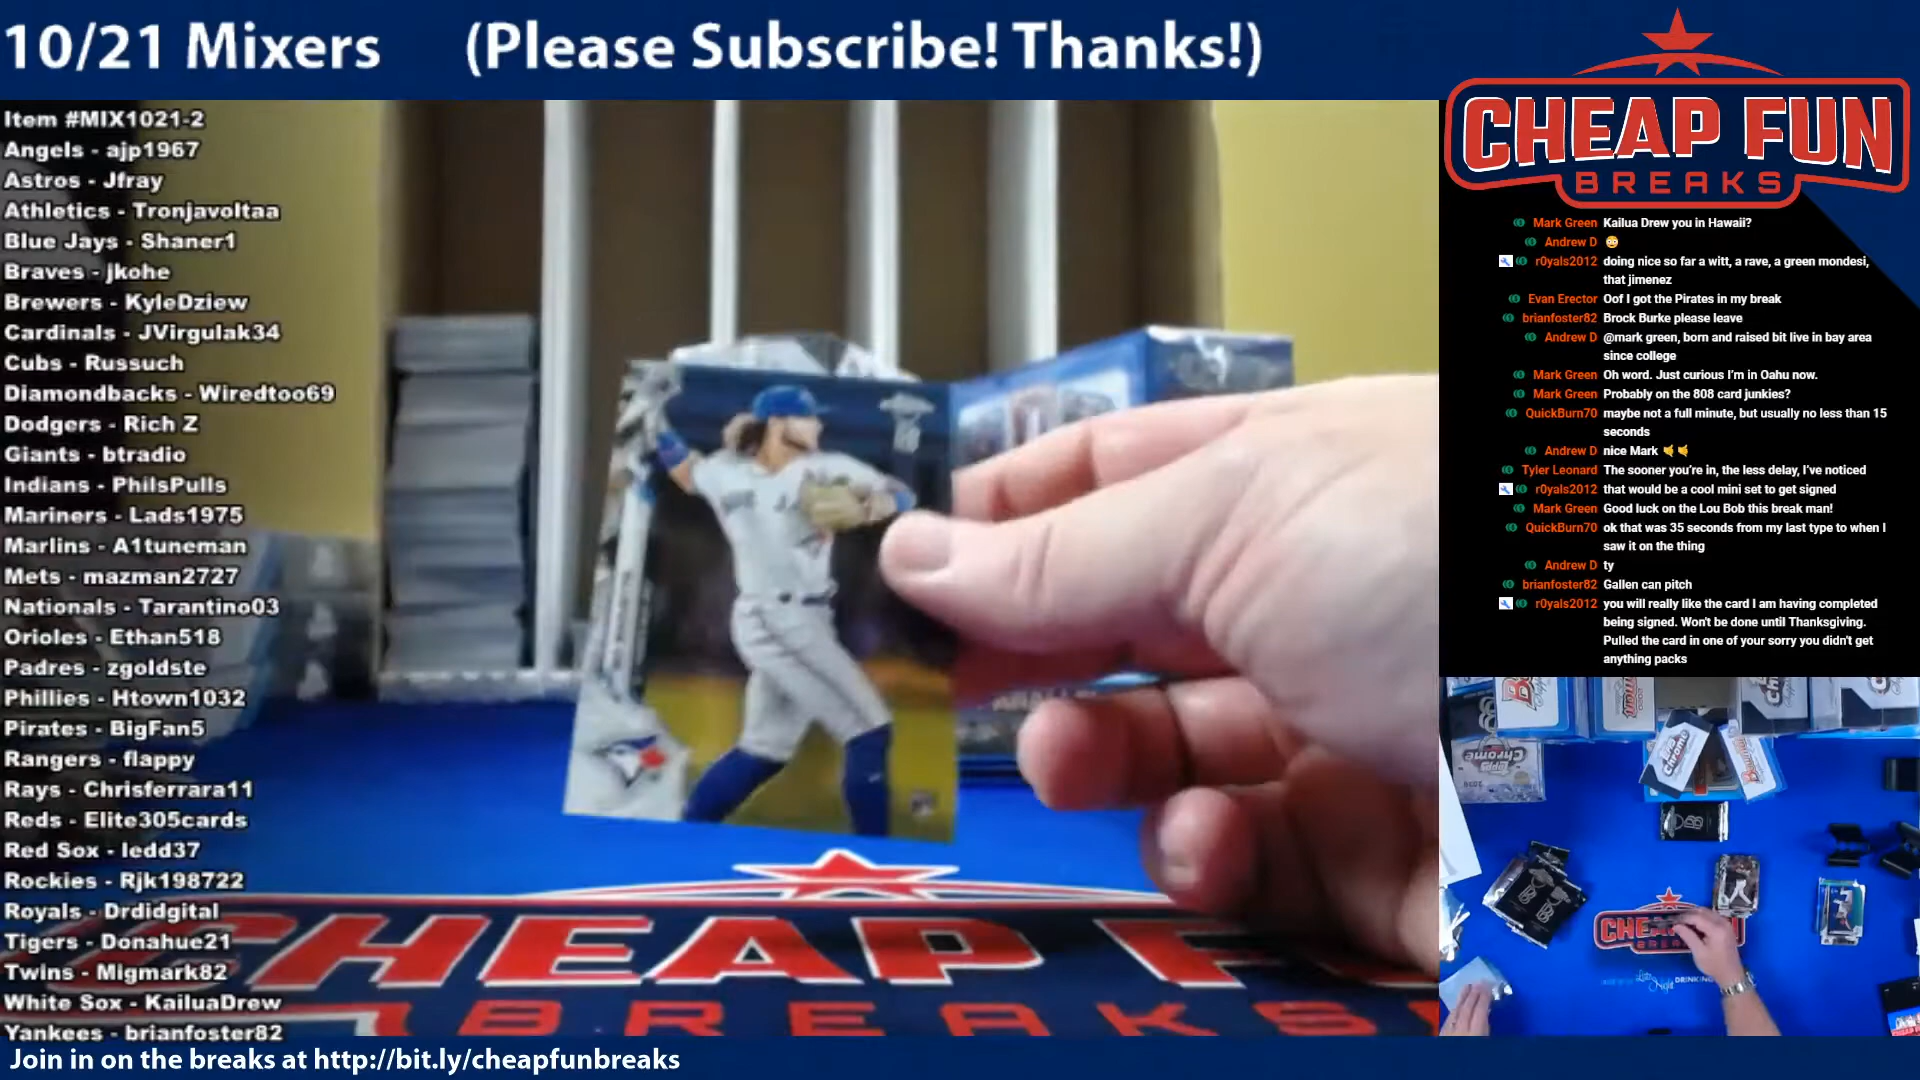 10/21 Mixers (Please Subscribe! Thanks!)
CHEAP FUN
BREAKS
Item #MIX1021-2
Angels - ajp1967
Astros - Jfray
Athletics - Tronjavoltaa
Blue Jays - Shaner1
Braves - jkohe
Brewers - KyleDziew
Cardinals - JVirgulak34
Cubs - Russuch
Diamondbacks - Wiredtoo69
Dodgers - Rich Z
Giants - btradio
Indians - PhilsPulls
Mariners - Lads1975
Marlins - A1tuneman
Mets - mazman2727
Nationals - Tarantino03
Orioles - Ethan518
Padres - zgoldste
Phillies - Htown1032
Pirates - BigFan5
Rangers - flappy
Rays - Chrisferrara11
Reds - Elite305cards
Red Sox - ledd37
Rockies - Rjk198722
Royals - Drdidgital
Tigers - Donahue21
Twins - Migmark82
White Sox - KailuaDrew
Yankees - brianfoster82
CHEAP F
BREAKS
Mark Green Kailua Drew you in Hawaii?
Andrew D 😳
r0yals2012 doing nice so far a witt, a rave, a green mondesi,
that jimenez
Evan Erector Oof I got the Pirates in my break
brianfoster82 Brock Burke please leave
Andrew D @mark green, born and raised bit live in bay area
since college
Mark Green Oh word. Just curious I'm in Oahu now.
Mark Green Probably on the 808 card junkies?
QuickBurn70 maybe not a full minute, but usually no less than 15
seconds
Andrew D nice Mark 🤙🤙
Tyler Leonard The sooner you're in, the less delay, I've noticed
r0yals2012 that would be a cool mini set to get signed
Mark Green Good luck on the Lou Bob this break man!
QuickBurn70 ok that was 35 seconds from my last type to when I
saw it on the thing
Andrew D ty
brianfoster82 Gallen can pitch
r0yals2012 you will really like the card I am having completed
being signed. Won't be done until Thanksgiving.
Pulled the card in one of your sorry you didn't get
anything packs
Topps
Chrome
Join in on the breaks at http://bit.ly/cheapfunbreaks